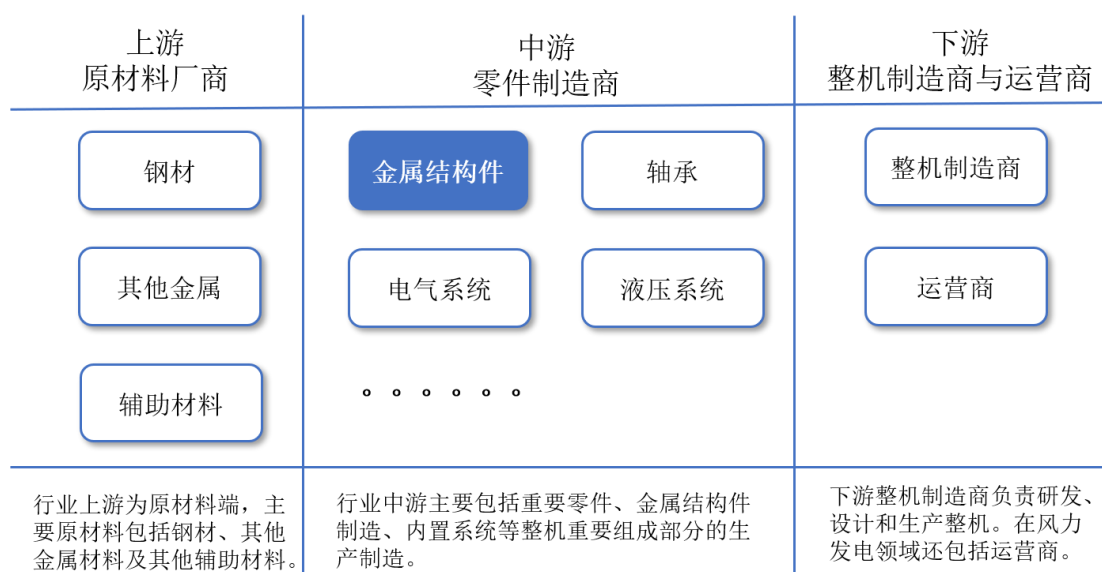 上游
原材料厂商
中游
零件制造商
下游
整机制造商与运营商
钢材
金属结构件
轴承
整机制造商
其他金属
电气系统
液压系统
运营商
辅助材料
。。。。。。
行业上游为原材料端，主
要原材料包括钢材、其他
金属材料及其他辅助材料。
行业中游主要包括重要零件、金属结构件
制造、内置系统等整机重要组成部分的生
产制造。
下游整机制造商负责研发、
设计和生产整机。在风力
发电领域还包括运营商。